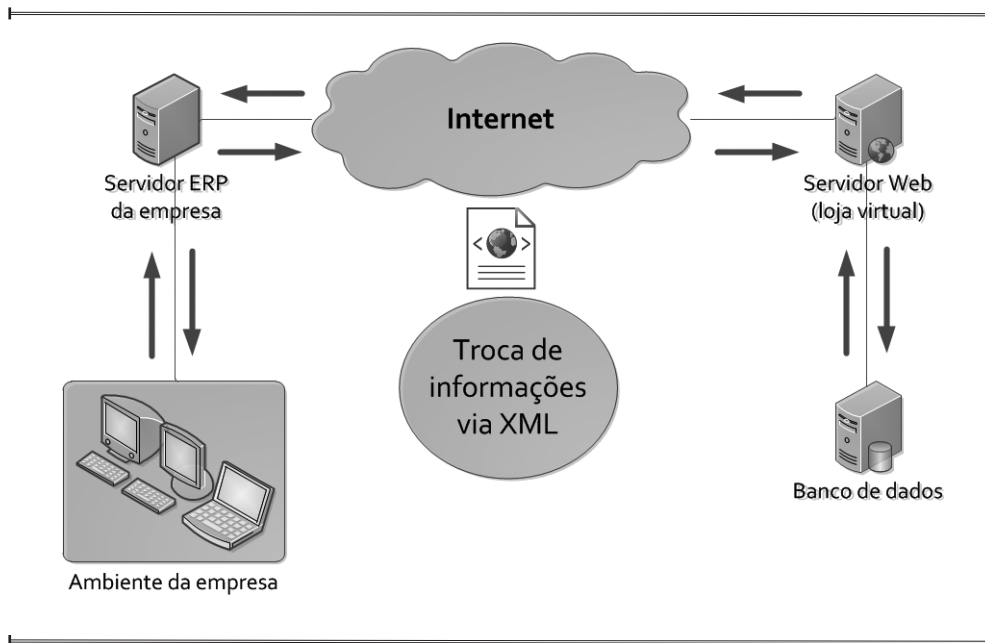 Internet
Servidor ERP
da empresa
Servidor Web
(loja virtual)
< >
Troca de
informações
via XML
Banco de dados
Ambiente da empresa